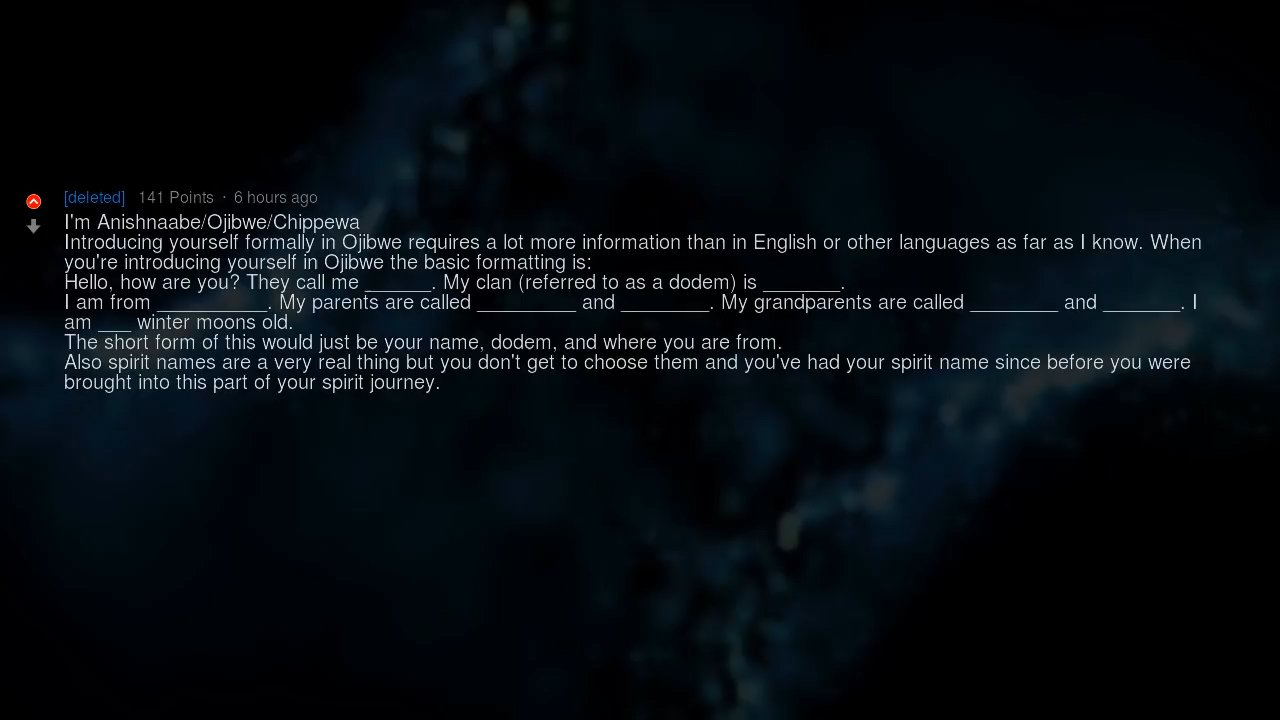 [deleted] 141 Points · 6 hours ago
I'm Anishnaabe/Ojibwe/Chippewa
Introducing yourself formally in Ojibwe requires a lot more information than in English or other languages as far as I know. When
you're introducing yourself in Ojibwe the basic formatting is:
Hello, how are you? They call me ______. My clan (referred to as a dodem) is _______.
I am from __________. My parents are called _________ and ________. My grandparents are called ________ and _______. I
am ___ winter moons old.
The short form of this would just be your name, dodem, and where you are from.
Also spirit names are a very real thing but you don't get to choose them and you've had your spirit name since before you were
brought into this part of your spirit journey.